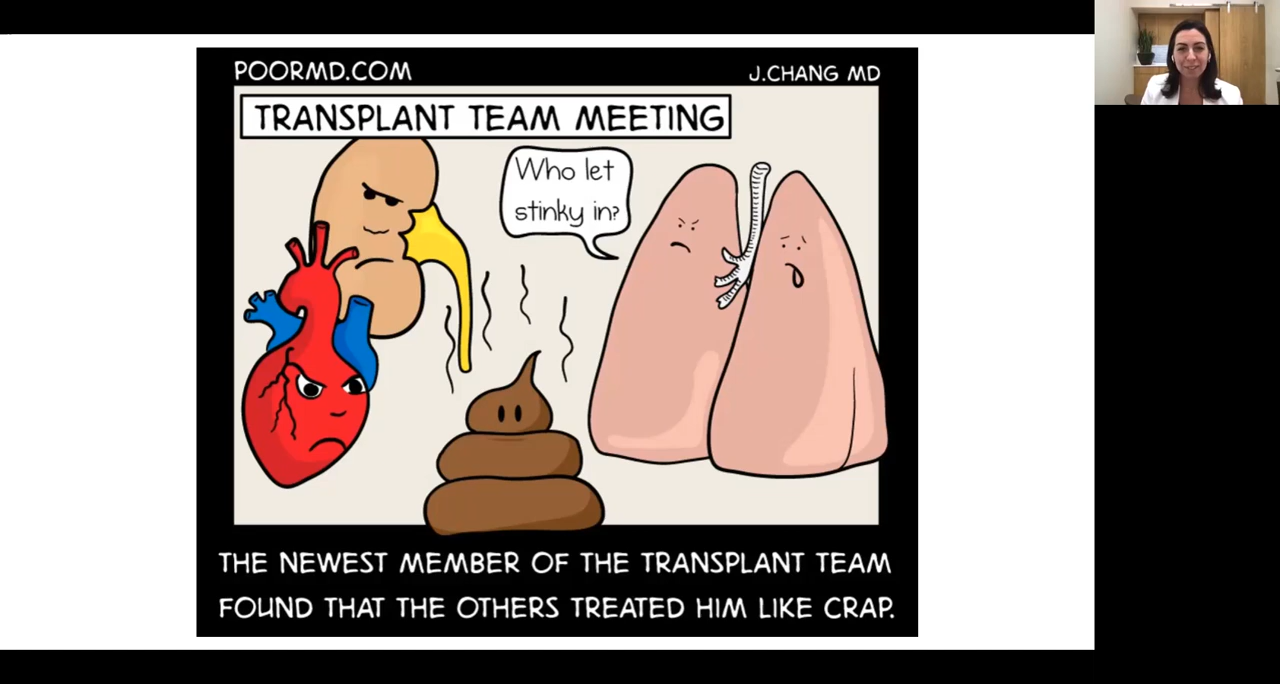 POORMD.COM
J.CHANG MD
TRANSPLANT TEAM MEETING
Who let
stinky in?
THE NEWEST MEMBER OF THE TRANSPLANT TEAM
FOUND THAT THE OTHERS TREATED HIM LIKE CRAP.